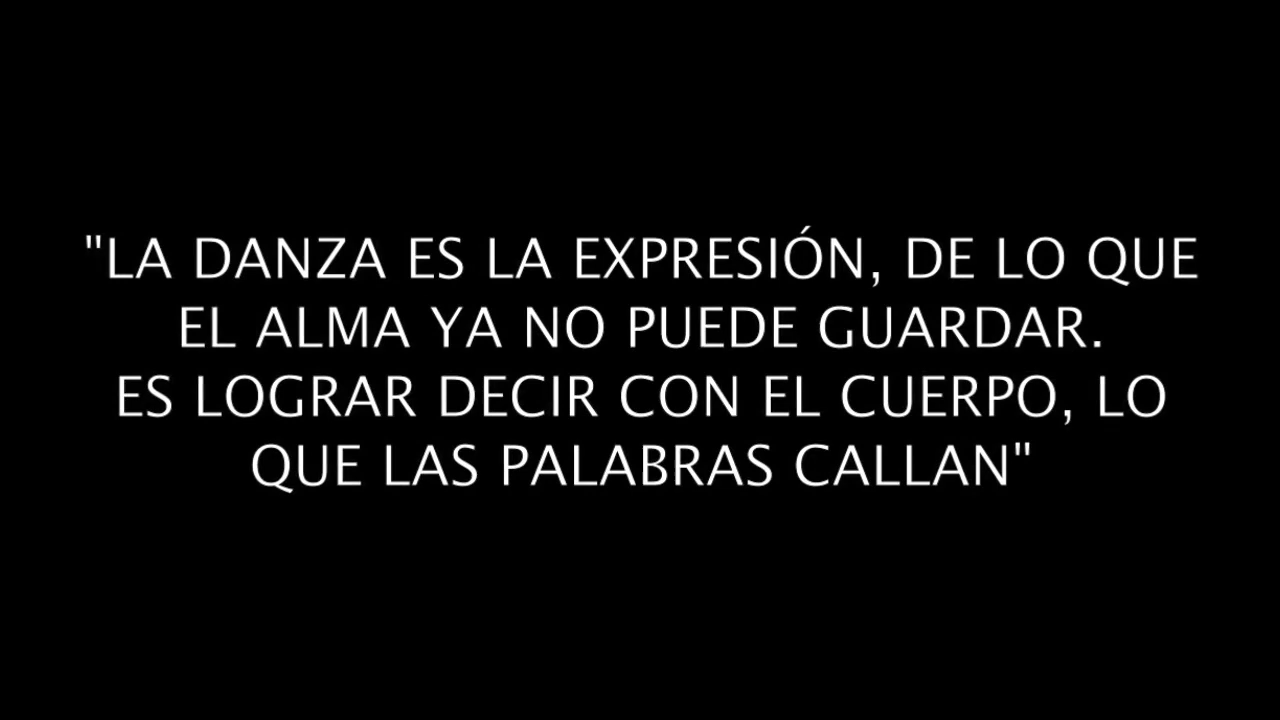 "LA DANZA ES LA EXPRESIÓN, DE LO QUE
EL ALMA YA NO PUEDE GUARDAR.
ES LOGRAR DECIR CON EL CUERPO, LO
QUE LAS PALABRAS CALLAN"